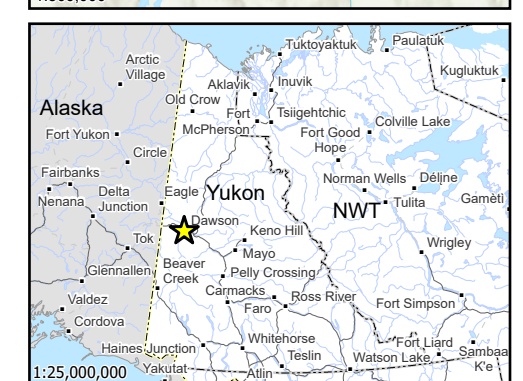 Tuktoyaktuk
Paulatuk
Arctic
Village
Kugluktuk
Aklavik
Inuvik
Old Crow
Alaska
Fort
McPherson
Tsiigehtchic
Colville Lake
Fort Yukon
Fort Good
Hope
Circle
Fairbanks
Norman Wells
Déline
Eagle
Yukon
Nenana
Delta
Junction
NWT
Tulita
Gamètì
Dawson
Keno Hill
Tok
Mayo
Wrigley
Beaver
Creek
Glennallen
Pelly Crossing
Carmacks
Ross River
Valdez
Faro
Fort Simpson
Cordova
Whitehorse
Haines Junction
Fort Liard
Sambaa
K'e
Teslin
Watson Lake
1:25,000,000
Yakutat
Atlin